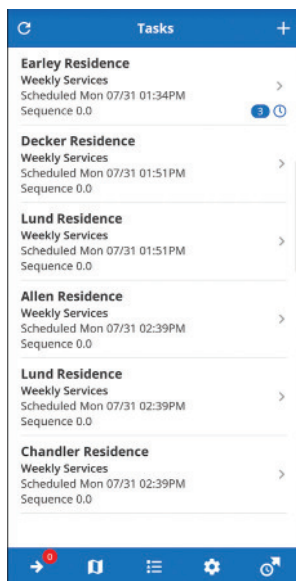 Tasks
Earley Residence
Weekly Services
Scheduled Mon 07/31 01:34PM
Sequence 0.0
3
Decker Residence
Weekly Services
Scheduled Mon 07/31 01:51PM
Sequence 0.0
Lund Residence
Weekly Services
Scheduled Mon 07/31 01:51PM
Sequence 0.0
Allen Residence
Weekly Services
Scheduled Mon 07/31 02:39PM
Sequence 0.0
Lund Residence
Weekly Services
Scheduled Mon 07/31 02:39PM
Sequence 0.0
Chandler Residence
Weekly Services
Scheduled Mon 07/31 02:39PM
Sequence 0.0
0